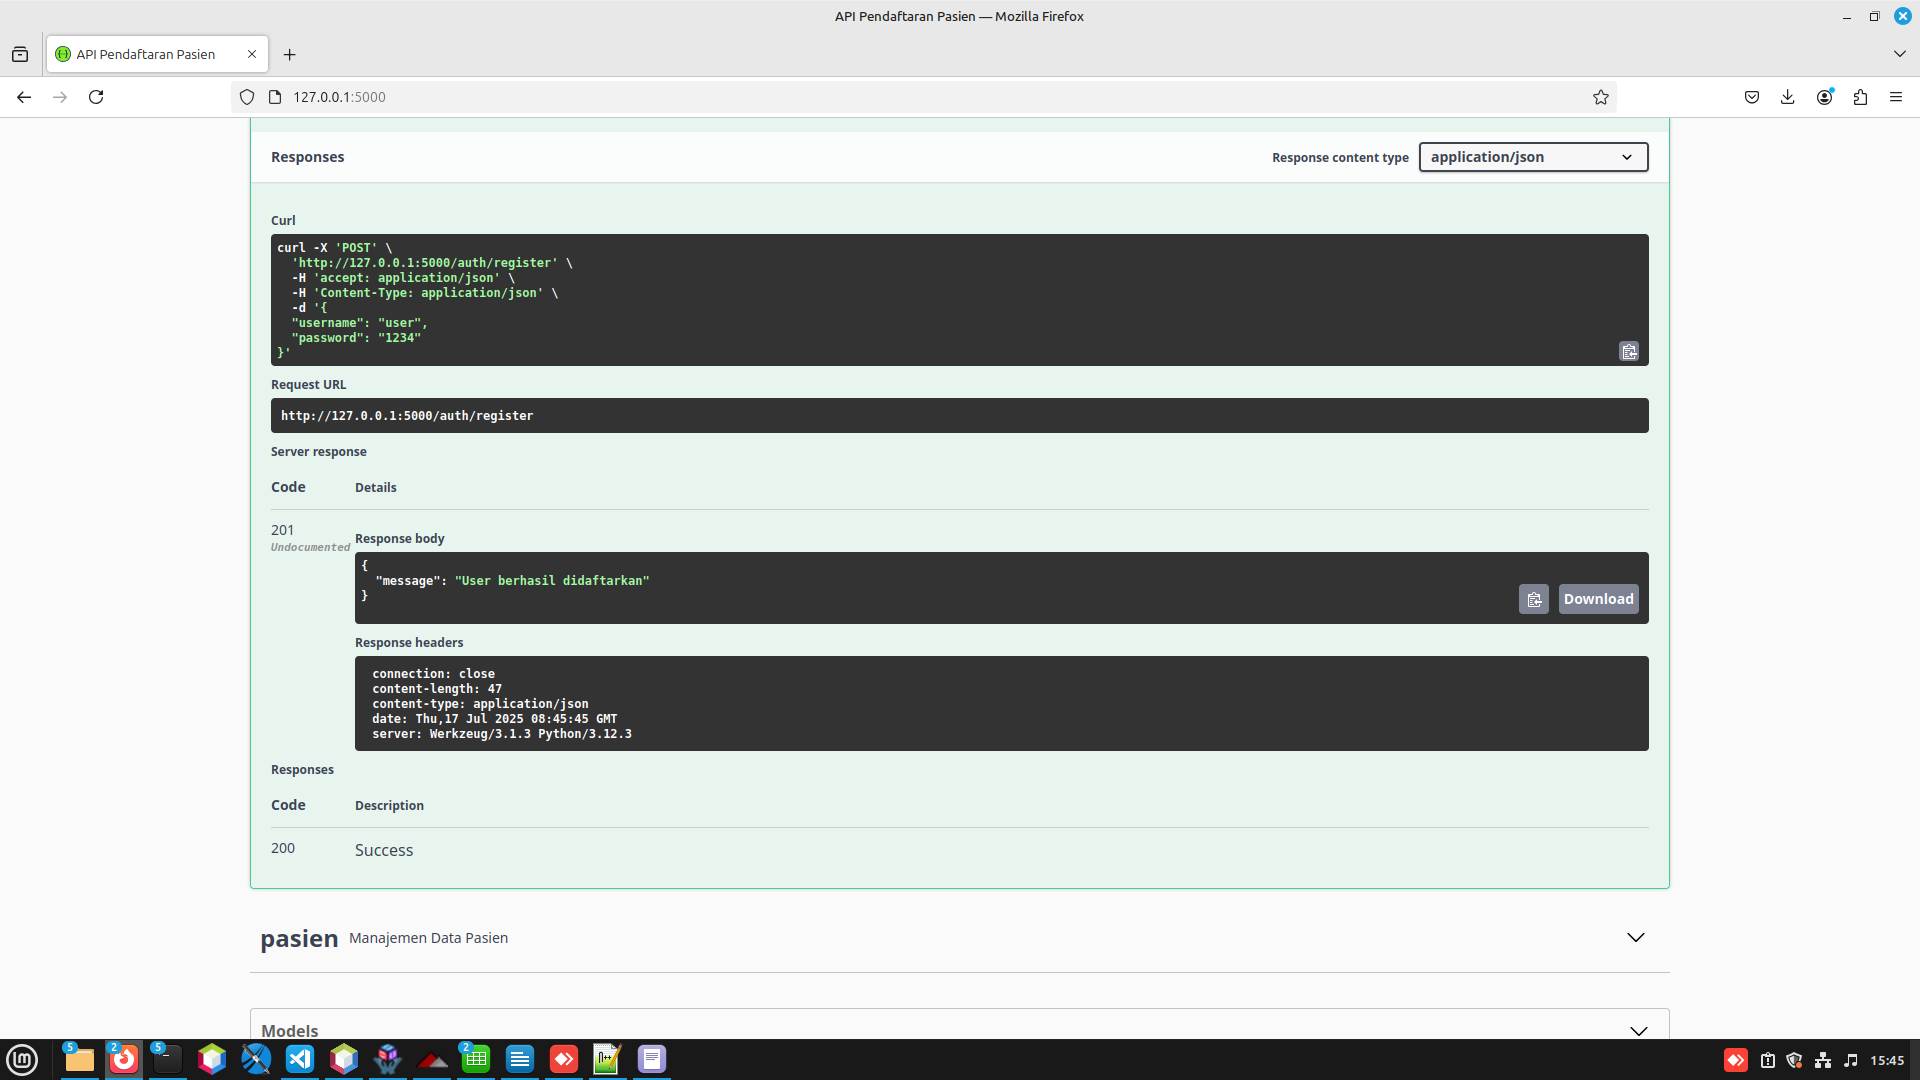 API Pendaftaran Pasien — Mozilla Firefox
API Pendaftaran Pasien
127.0.0.1:5000
Responses
Response content type
application/json
Curl
curl -X 'POST' \
'http://127.0.0.1:5000/auth/register' \
-H 'accept: application/json' \
-H 'Content-Type: application/json' \
-d '{
"username": "user",
"password": "1234"
}'
Request URL
http://127.0.0.1:5000/auth/register
Server response
Code Details
201
Undocumented
Response body
{
"message": "User berhasil didaftarkan"
}
Download
Response headers
connection: close
content-length: 47
content-type: application/json
date: Thu,17 Jul 2025 08:45:45 GMT
server: Werkzeug/3.1.3 Python/3.12.3
Responses
Code Description
200 Success
pasien Manajemen Data Pasien
Models
5 2 5 2
15:45